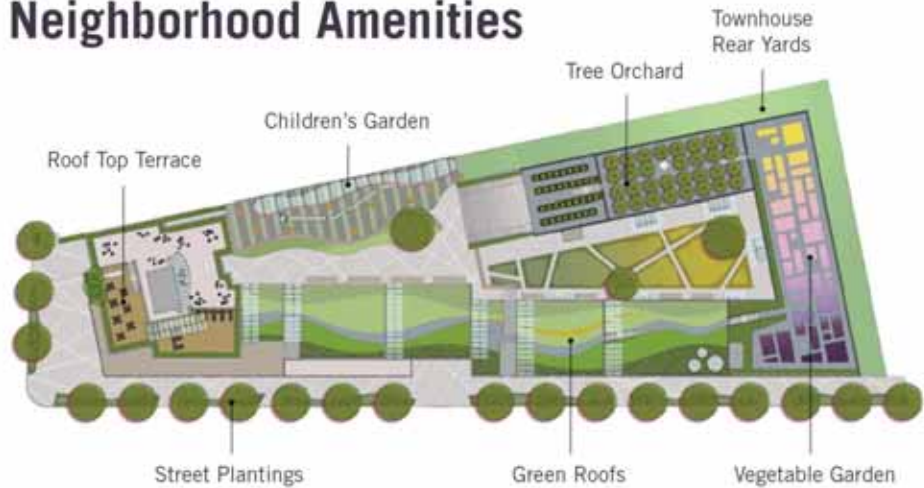 Neighborhood Amenities
Townhouse
Rear Yards
Tree Orchard
Children's Garden
Roof Top Terrace
Street Plantings
Green Roofs
Vegetable Garden